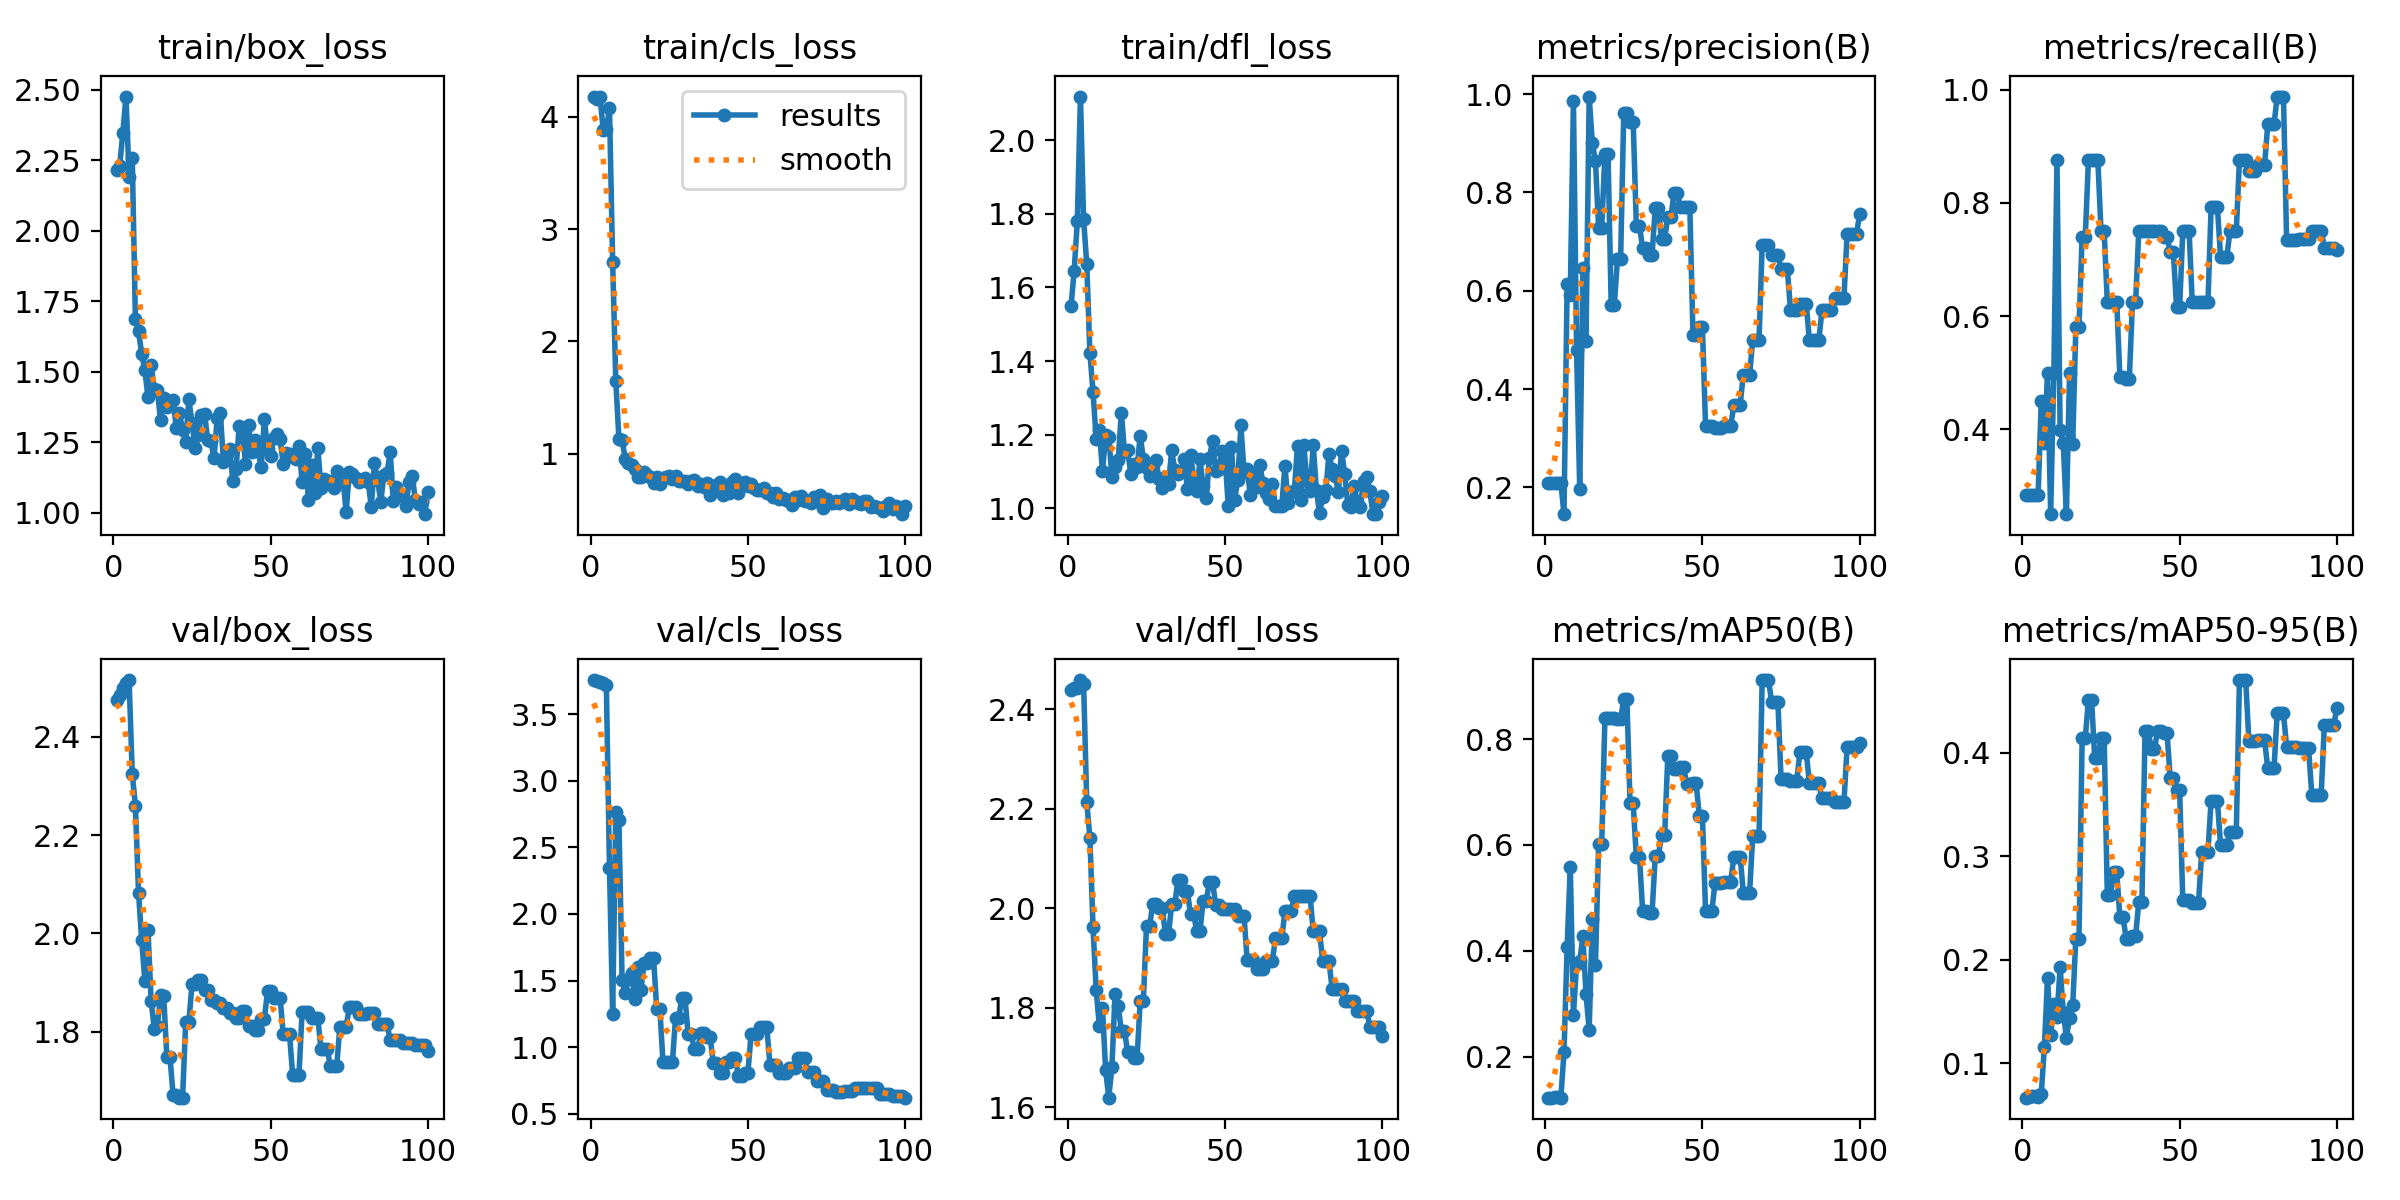 train/box_loss
train/cls_loss
train/dfl_loss
metrics/precision(B)
metrics/recall(B)
2.50
2.25
2.00
1.75
1.50
1.25
1.00
0 50 100
4
3
2
1
0 50 100
results
smooth
2.0
1.8
1.6
1.4
1.2
1.0
0 50 100
1.0
0.8
0.6
0.4
0.2
0 50 100
1.0
0.8
0.6
0.4
0 50 100
val/box_loss
val/cls_loss
val/dfl_loss
metrics/mAP50(B)
metrics/mAP50-95(B)
2.4
2.2
2.0
1.8
0 50 100
3.5
3.0
2.5
2.0
1.5
1.0
0.5
0 50 100
2.4
2.2
2.0
1.8
1.6
0 50 100
0.8
0.6
0.4
0.2
0 50 100
0.4
0.3
0.2
0.1
0 50 100